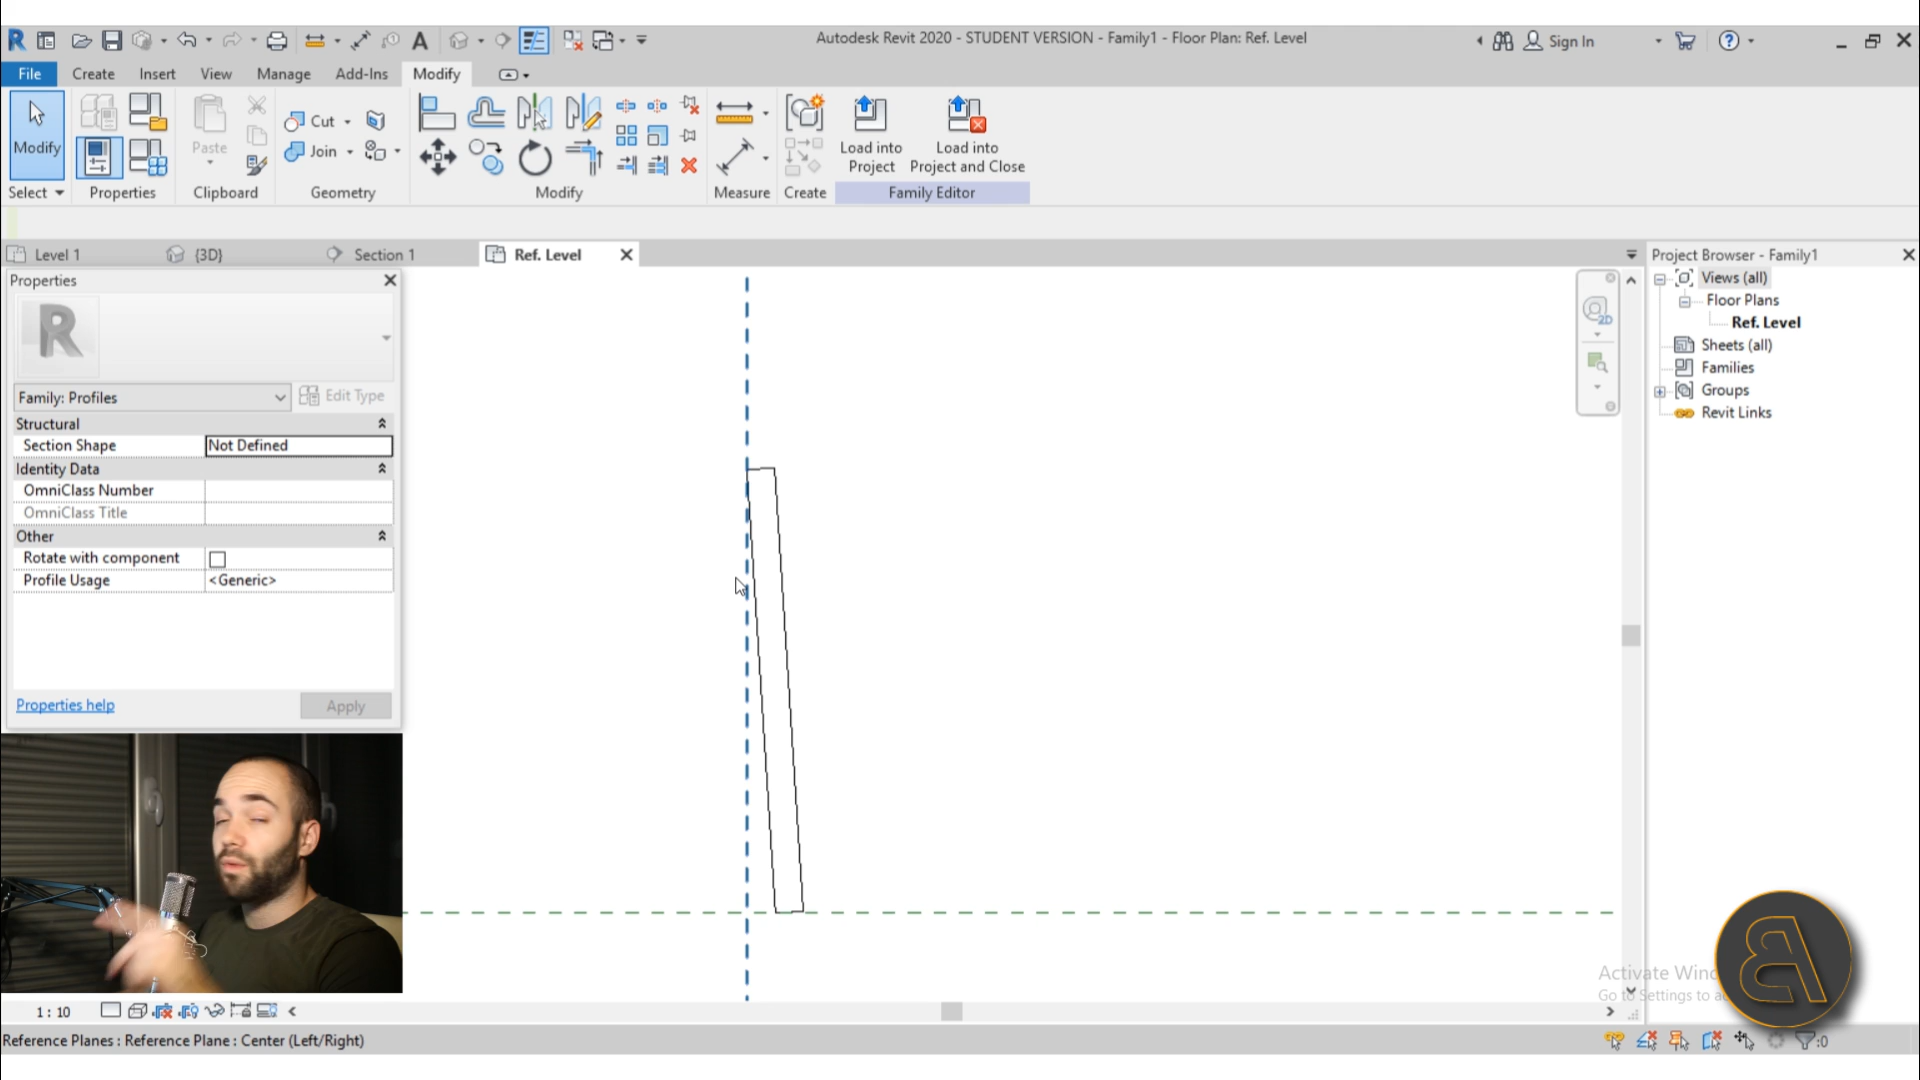 Autodesk Revit 2020 - STUDENT VERSION - Family1 - Floor Plan: Ref. Level
Sign In
File
Create
Insert
View
Manage
Add-Ins
Modify
Modify
Paste
Cut
Join
Load into
Project
Load into
Project and Close
Select
Properties
Clipboard
Geometry
Modify
Measure
Create
Family Editor
Level 1
{3D}
Section 1
Ref. Level
Properties
R
Family: Profiles
Edit Type
Structural
Section Shape
Not Defined
Identity Data
OmniClass Number
OmniClass Title
Other
Rotate with component
Profile Usage
<Generic>
Properties help
Apply
2D
Project Browser - Family1
Views (all)
Floor Plans
Ref. Level
Sheets (all)
Families
Groups
Revit Links
1 : 10
Reference Planes : Reference Plane : Center (Left/Right)
:0